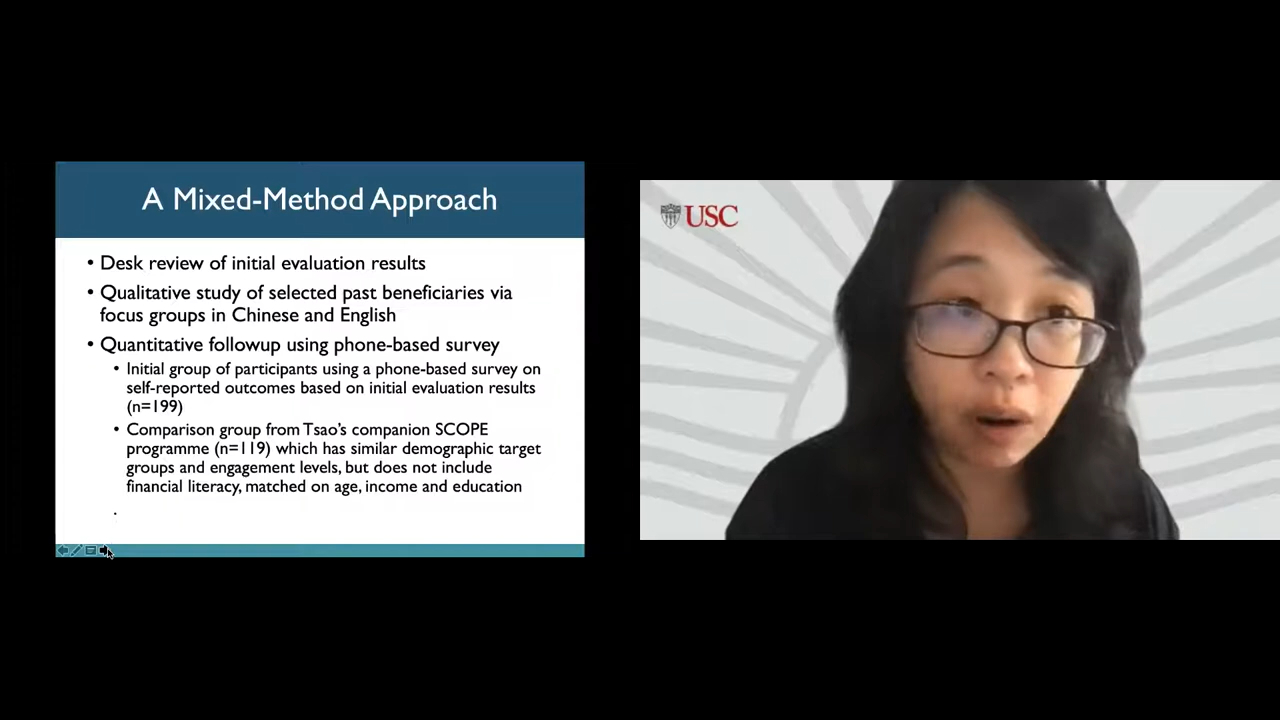 A Mixed-Method Approach
• Desk review of initial evaluation results
• Qualitative study of selected past beneficiaries via
focus groups in Chinese and English
• Quantitative followup using phone-based survey
• Initial group of participants using a phone-based survey on
self-reported outcomes based on initial evaluation results
(n=199)
• Comparison group from Tsao's companion SCOPE
programme (n=119) which has similar demographic target
groups and engagement levels, but does not include
financial literacy, matched on age, income and education
.
USC